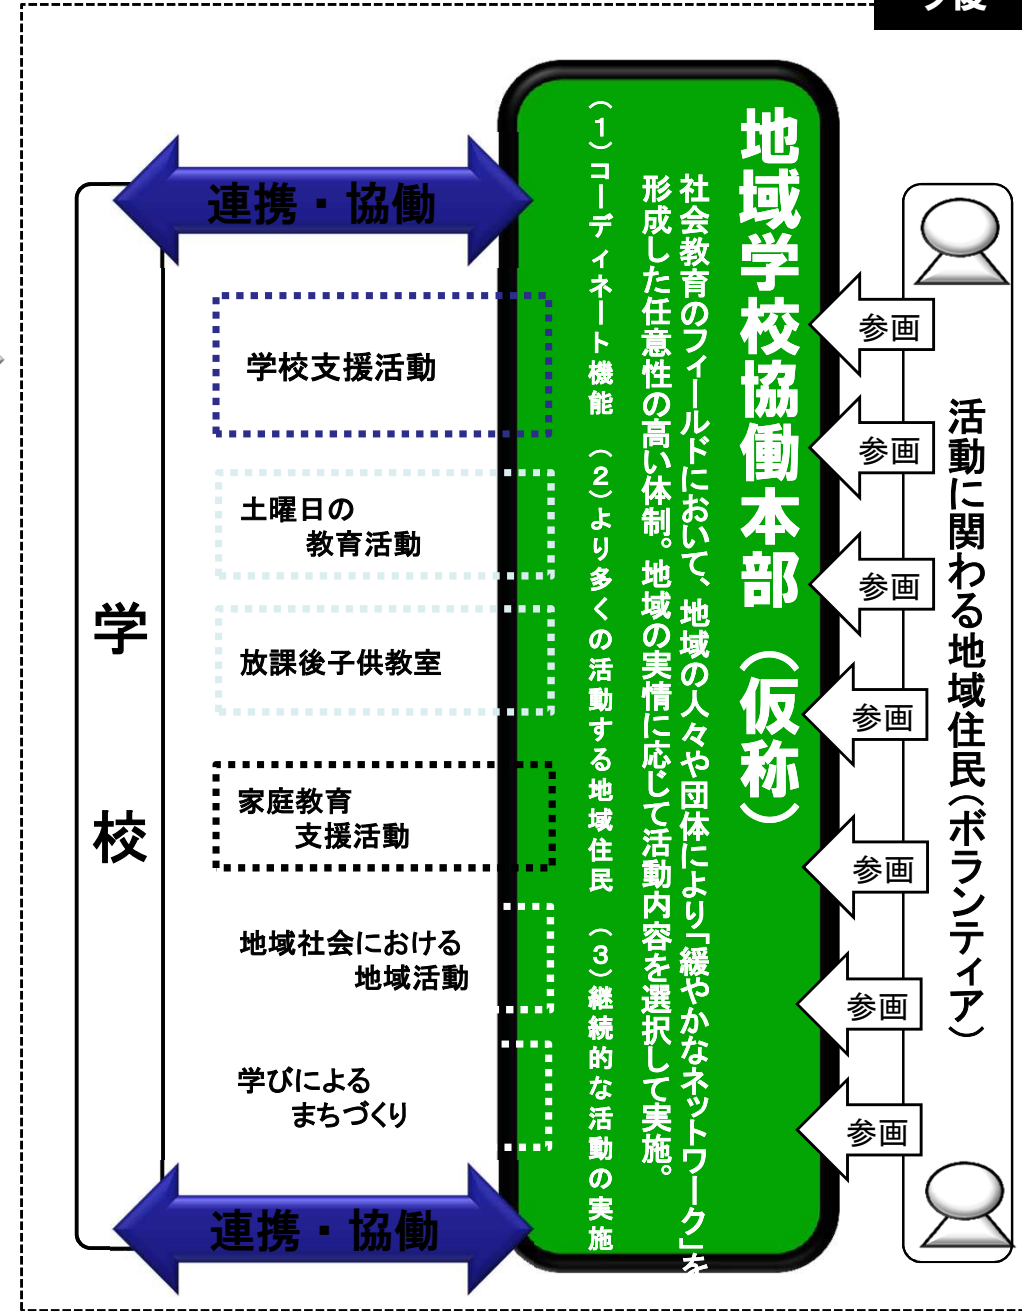 今後
連携・協働
学校
学校支援活動
土曜日の
教育活動
放課後子供教室
家庭教育
支援活動
地域社会における
地域活動
学びによる
まちづくり
連携・協働
地域学校協働本部（仮称）
社会教育のフィールドにおいて、地域の人々や団体により「緩やかなネットワーク」を
形成した任意性の高い体制。地域の実情に応じて活動内容を選択して実施。
（１）コーディネート機能　（２）より多くの活動する地域住民　（３）継続的な活動の実施
参画
参画
参画
参画
参画
参画
参画
活動に関わる地域住民（ボランティア）